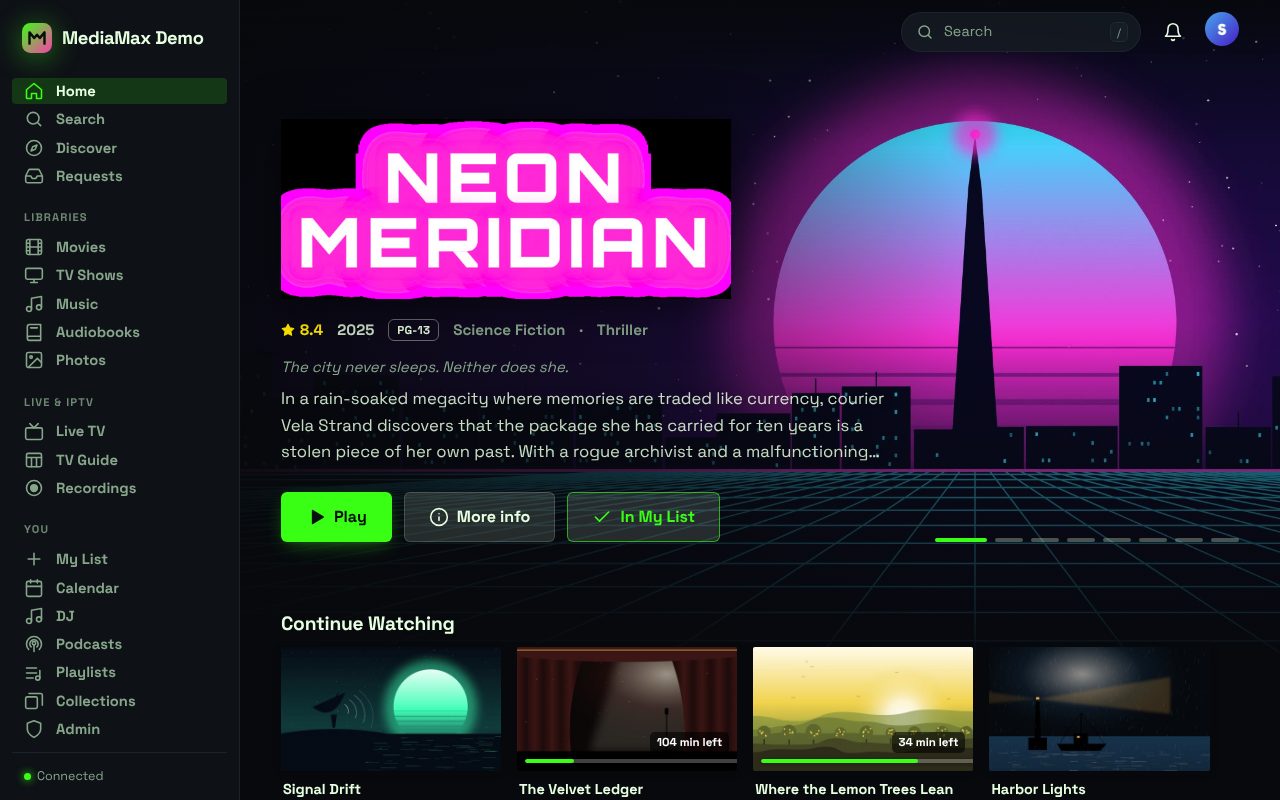 MediaMax Demo
Search
/
S
Home
Search
Discover
Requests
LIBRARIES
Movies
TV Shows
Music
Audiobooks
Photos
LIVE & IPTV
Live TV
TV Guide
Recordings
YOU
My List
Calendar
DJ
Podcasts
Playlists
Collections
Admin
Connected
NEON
MERIDIAN
8.4 2025 PG-13 Science Fiction · Thriller
The city never sleeps. Neither does she.
In a rain-soaked megacity where memories are traded like currency, courier
Vela Strand discovers that the package she has carried for ten years is a
stolen piece of her own past. With a rogue archivist and a malfunctioning…
Play
More info
In My List
Continue Watching
104 min left
34 min left
Signal Drift
The Velvet Ledger
Where the Lemon Trees Lean
Harbor Lights